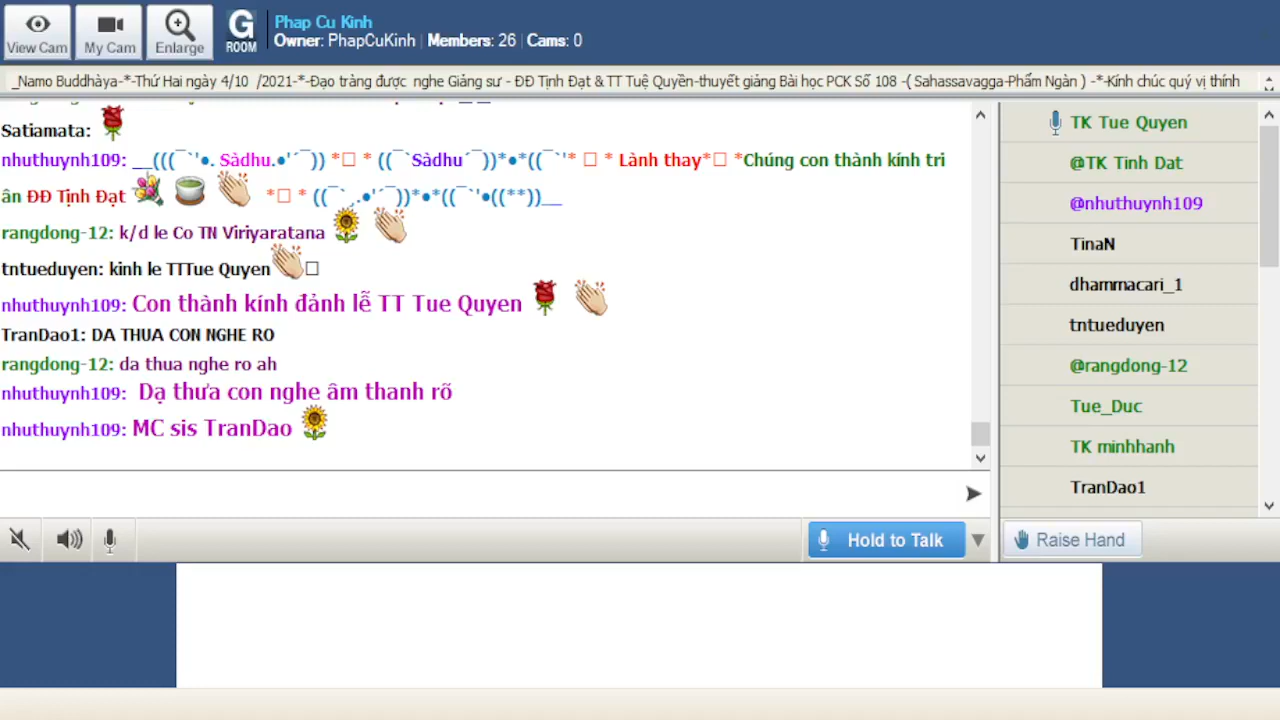 View Cam
My Cam
Enlarge
G
ROOM
Phap Cu Kinh
Owner: PhapCuKinh | Members: 26 | Cams: 0
_Namo Buddhàya-*-Thứ Hai ngày 4/10 /2021-*-Đạo tràng được nghe Giảng sư - ĐĐ Tịnh Đạt & TT Tuệ Quyền-thuyết giảng Bài học PCK Số 108 -( Sahassavagga-Phẩm Ngàn ) -*-Kính chúc quý vị thính
Satiamata:
nhuthuynh109: __(((¯`'●. Sàdhu.●'´¯)) *□ * ((¯`Sàdhu´¯))*●*((¯`'* □ * Lành thay*□ *Chúng con thành kính tri
ân ĐĐ Tịnh Đạt *□ * ((¯`¸.●'´¯))*●*((¯`'●((**))__
rangdong-12: k/d le Co TN Viriyaratana
tntueduyen: kinh le TTTue Quyen □
nhuthuynh109: Con thành kính đảnh lễ TT Tue Quyen
TranDao1: DA THUA CON NGHE RO
rangdong-12: da thua nghe ro ah
nhuthuynh109: Dạ thưa con nghe âm thanh rõ
nhuthuynh109: MC sis TranDao
Hold to Talk
TK Tue Quyen
@TK Tinh Dat
@nhuthuynh109
TinaN
dhammacari_1
tntueduyen
@rangdong-12
Tue_Duc
TK minhhanh
TranDao1
Raise Hand